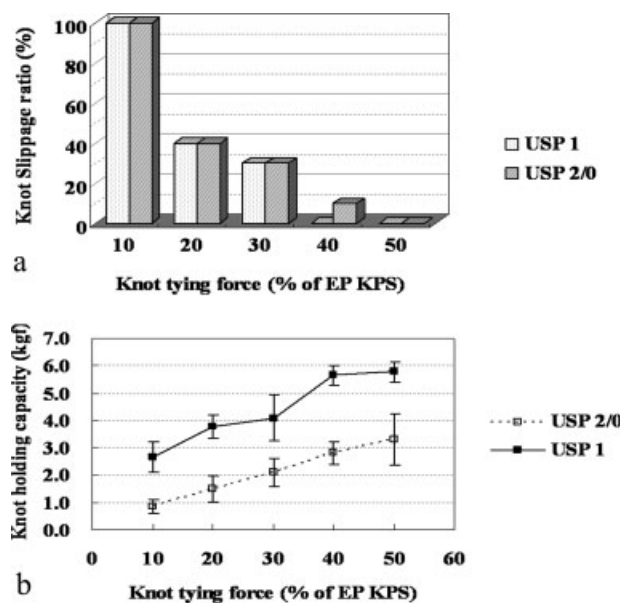 100
80
60
40
20
0
Knot Slippage ratio (%)
10 20 30 40 50
Knot tying force (% of EP KPS)
USP 1
USP 2/0
a
7.0
6.0
5.0
4.0
3.0
2.0
1.0
0.0
Knot holding capacity (kgf)
0 10 20 30 40 50 60
Knot tying force (% of EP KPS)
USP 2/0
USP 1
b